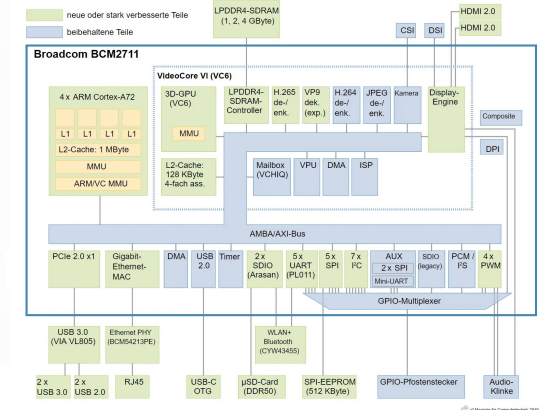 neue oder stark verbesserte Teile
beibehaltene Teile
LPDDR4-SDRAM
(1, 2, 4 GByte)
CSI
DSI
HDMI 2.0
HDMI 2.0
Broadcom BCM2711
VideoCore VI (VC6)
4 x ARM Cortex-A72
L1
L1
L1
L1
L2-Cache: 1 MByte
MMU
ARM/VC MMU
3D-GPU
(VC6)
MMU
LPDDR4-
SDRAM-
Controller
H.265
de-/
enk.
VP9
dek.
(exp.)
H.264
de-/
enk.
JPEG
de-/
enk.
Kamera
Display-
Engine
Composite
DPI
L2-Cache:
128 KByte
4-fach ass.
Mailbox
(VCHIQ)
VPU
DMA
ISP
AMBA/AXI-Bus
PCIe 2.0 x1
Gigabit-
Ethernet-
MAC
DMA
USB
2.0
Timer
2 x
SDIO
(Arasan)
5 x
UART
(PL011)
5 x
SPI
7 x
I²C
AUX
2 x SPI
Mini-UART
SDIO
(legacy)
PCM /
I²S
4 x
PWM
GPIO-Multiplexer
USB 3.0
(VIA VL805)
Ethernet PHY
(BCM54213PE)
WLAN+
Bluetooth
(CYW43455)
2 x
USB 3.0
2 x
USB 2.0
RJ45
USB-C
OTG
µSD-Card
(DDR50)
SPI-EEPROM
(512 KByte)
GPIO-Pfostenstecker
Audio-
Klinke